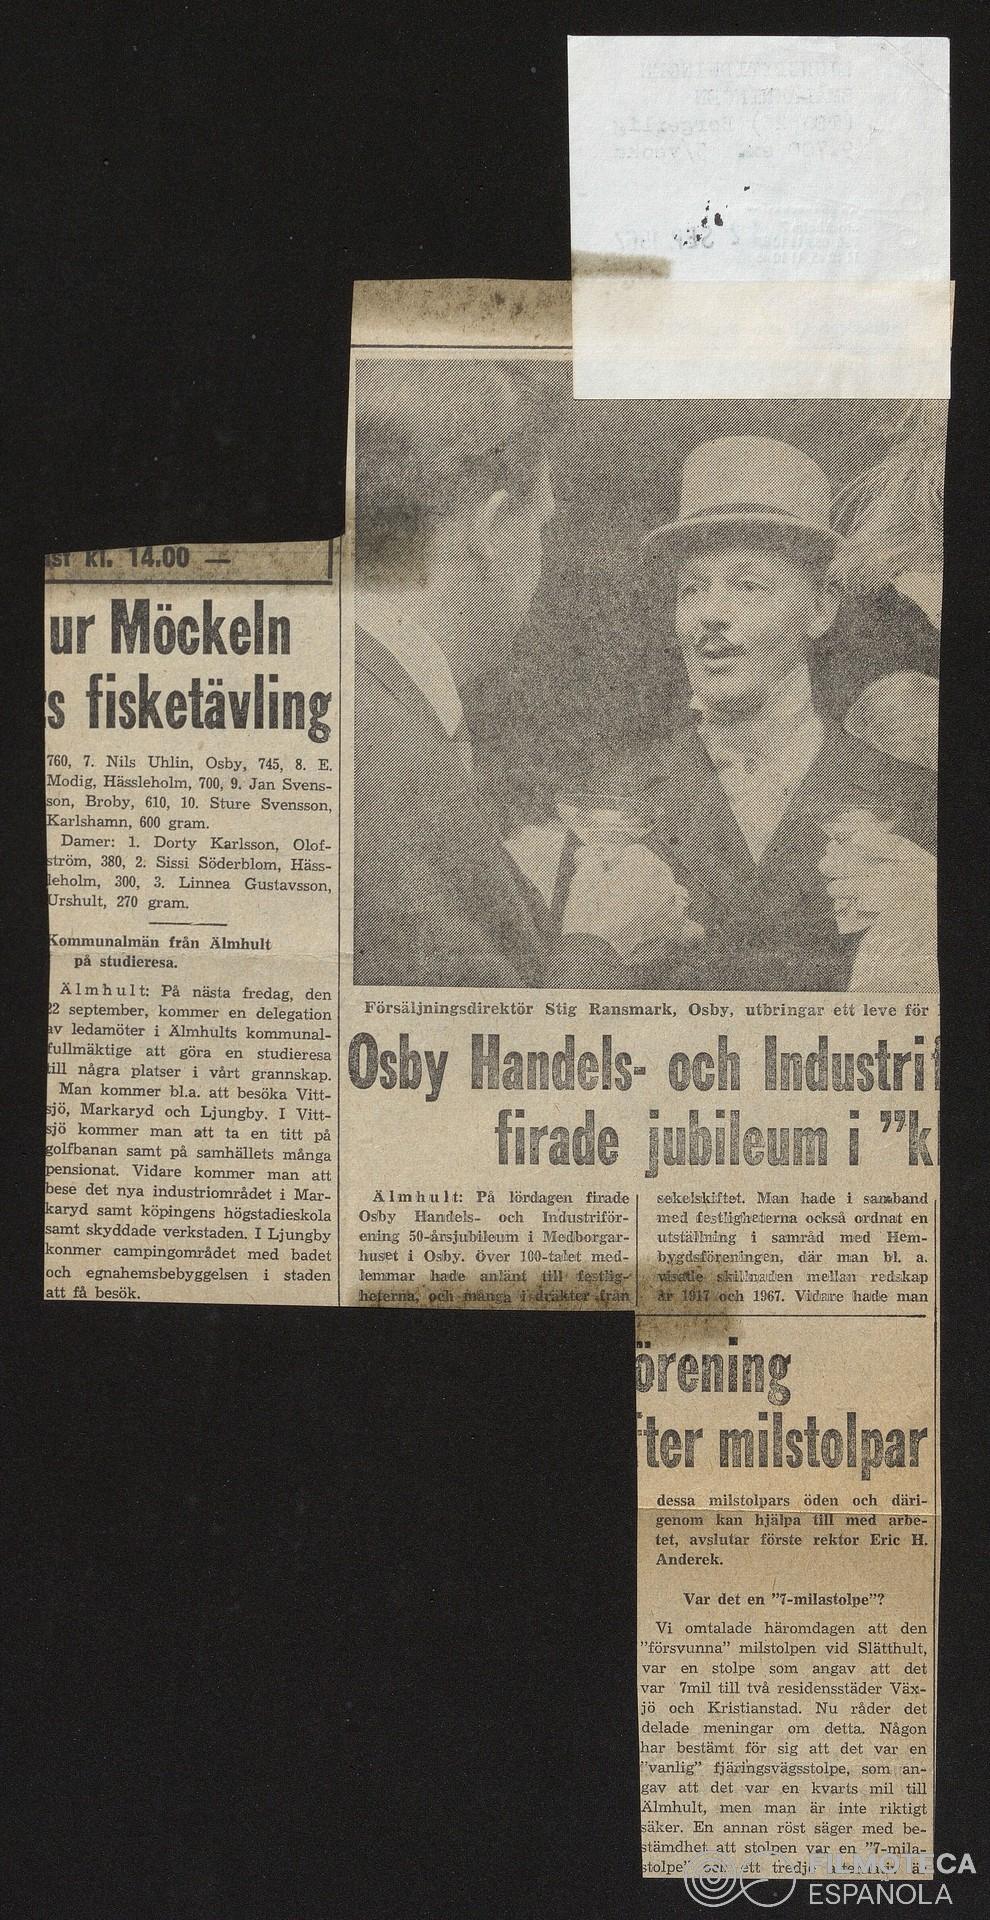 kl. 14.00 —
ur Möckeln
s fisketävling
760, 7. Nils Uhlin, Osby, 745, 8. E.
Modig, Hässleholm, 700, 9. Jan Svens-
son, Broby, 610, 10. Sture Svensson,
Karlshamn, 600 gram.
Damer: 1. Dorty Karlsson, Olof-
ström, 380, 2. Sissi Söderblom, Häss-
leholm, 300, 3. Linnea Gustavsson,
Urshult, 270 gram.
Kommunalmän från Älmhult
på studieresa.
Älmhult: På nästa fredag, den
22 september, kommer en delegation
av ledamöter i Älmhults kommunal-
fullmäktige att göra en studieresa
till några platser i vårt grannskap.
Man kommer bl.a. att besöka Vitt-
sjö, Markaryd och Ljungby. I Vitt-
sjö kommer man att ta en titt på
golfbanan samt på samhällets många
pensionat. Vidare kommer man att
bese det nya industriområdet i Mar-
karyd samt köpingens högstadieskola
samt skyddade verkstaden. I Ljungby
konmer campingområdet med badet
och egnahemsbebyggelsen i staden
att få besök.
Försäljningsdirektör Stig Ransmark, Osby, utbringar ett leve för
Osby Handels- och Industrif
firade jubileum i ”k
Älmhult: På lördagen firade
Osby Handels- och Industriför-
ening 50-årsjubileum i Medborgar-
huset i Osby. Över 100-talet med-
lemmar hade anlänt till festlig-
heterna, och många i dräkter från
sekelskiftet. Man hade i samband
med festligheterna också ordnat en
utställning i samråd med Hem-
bygdsföreningen, där man bl. a.
visade skillnaden mellan redskap
år 1917 och 1967. Vidare hade man
örening
fter milstolpar
dessa milstolpars öden och däri-
genom kan hjälpa till med arbe-
tet, avslutar förste rektor Eric H.
Anderek.
Var det en ”7-milastolpe”?
Vi omtalade häromdagen att den
”försvunna” milstolpen vid Slätthult,
var en stolpe som angav att det
var 7mil till två residensstäder Väx-
jö och Kristianstad. Nu råder det
delade meningar om detta. Någon
har bestämt för sig att det var en
”vanlig” fjäringsvägsstolpe, som an-
gav att det var en kvarts mil till
Älmhult, men man är inte riktigt
säker. En annan röst säger med be-
stämdhet att stolpen var en ”7-mila-
stolpe” och ett tredje
FILMOTECA
ESPAÑOLA